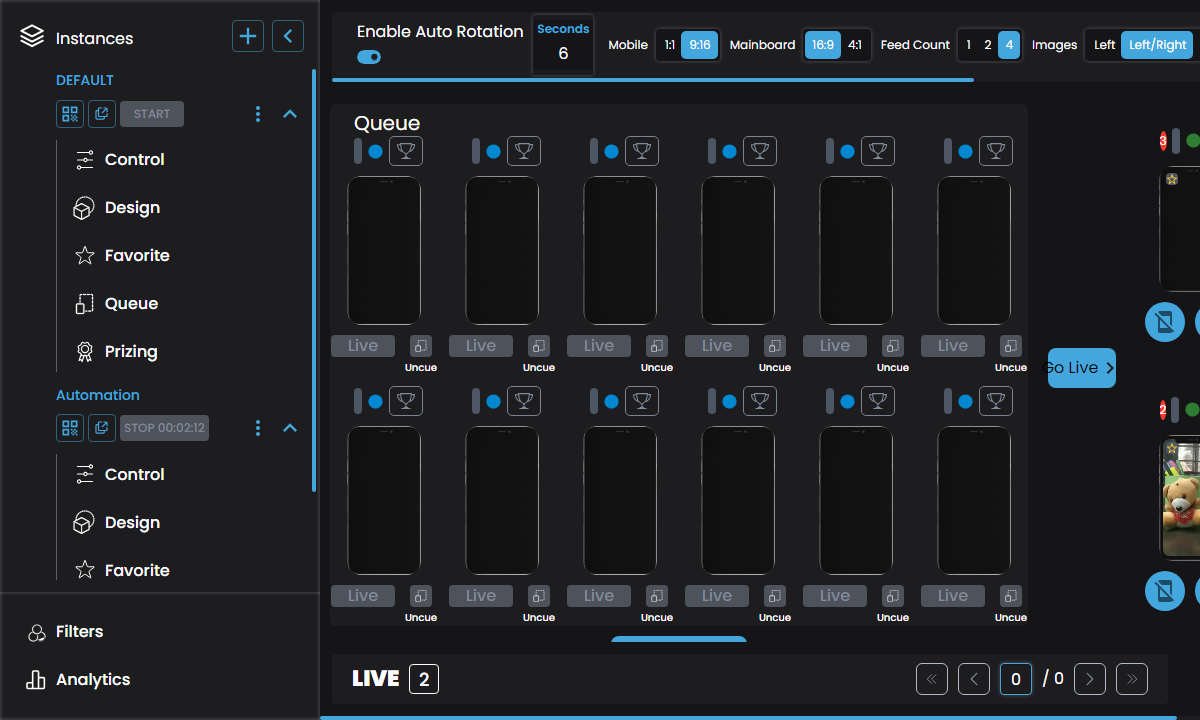 Instances
DEFAULT
START
Control
Design
Favorite
Queue
Prizing
Automation
STOP 00:02:12
Control
Design
Favorite
Filters
Analytics
Enable Auto Rotation
Seconds
6
Mobile 1:1 9:16 Mainboard 16:9 4:1 Feed Count 1 2 4 Images Left Left/Right
Queue
Live Live Live Live Live Live
Uncue Uncue Uncue Uncue Uncue Uncue
Live Live Live Live Live Live
Uncue Uncue Uncue Uncue Uncue Uncue
Go Live
3
2
LIVE 2
0 / 0